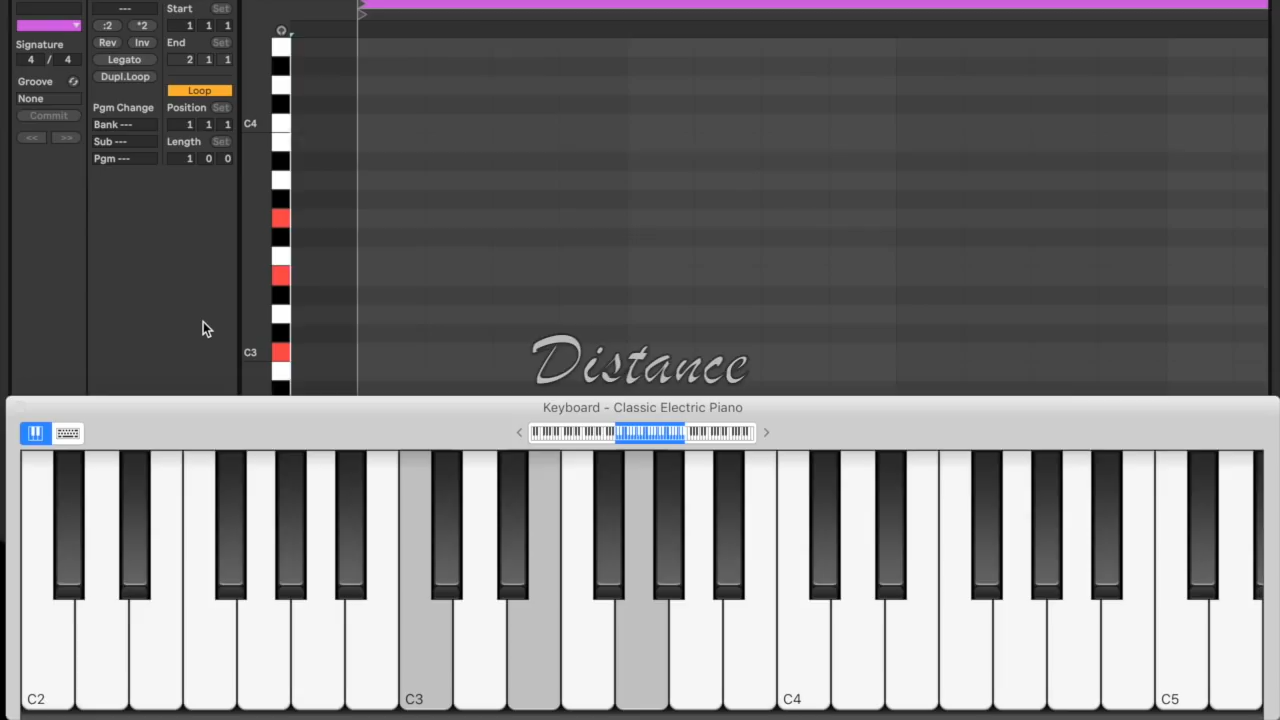 --- Start Set
:2 *2 1 1 1
Signature Rev Inv End Set
4 / 4 Legato 2 1 1
Groove Dupl.Loop
None Loop
Commit Pgm Change Position Set
Bank --- 1 1 1 C4
<< >> Sub --- Length Set
Pgm --- 1 0 0
C3
Distance
Keyboard - Classic Electric Piano
C2 C3 C4 C5